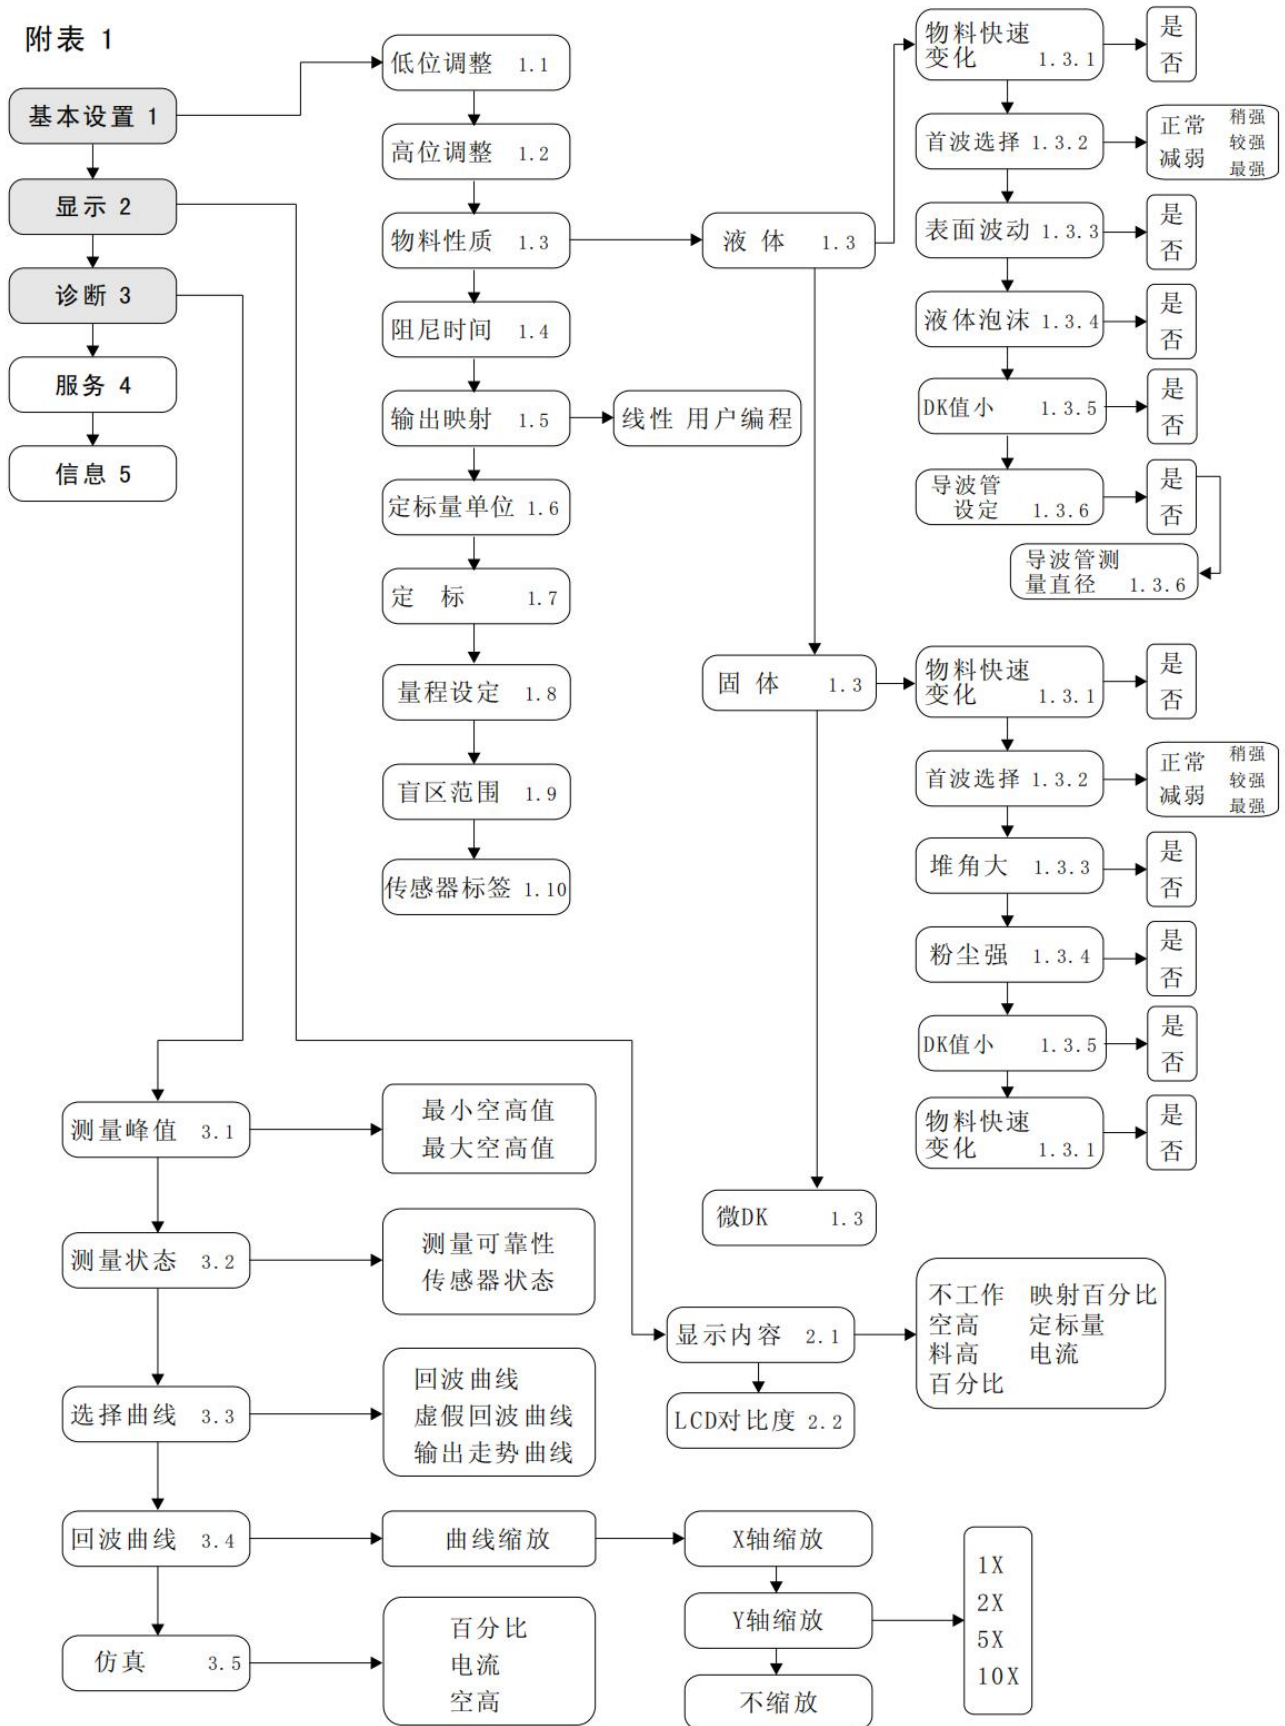 附表 1
基本设置 1
显示 2
诊断 3
服务 4
信息 5
低位调整 1.1
高位调整 1.2
物料性质 1.3
阻尼时间 1.4
输出映射 1.5
线性 用户编程
定标量单位 1.6
定 标 1.7
量程设定 1.8
盲区范围 1.9
传感器标签 1.10
液 体 1.3
物料快速
变化 1.3.1
是
否
首波选择 1.3.2
正常 稍强
较强
减弱
最强
表面波动 1.3.3
是
否
液体泡沫 1.3.4
是
否
DK值小 1.3.5
是
否
导波管
设定 1.3.6
是
否
导波管测
量直径 1.3.6
固 体 1.3
物料快速
变化 1.3.1
是
否
首波选择 1.3.2
正常 稍强
较强
减弱
最强
堆角大 1.3.3
是
否
粉尘强 1.3.4
是
否
DK值小 1.3.5
是
否
物料快速
变化 1.3.1
是
否
微DK 1.3
显示内容 2.1
不工作 映射百分比
空高 定标量
料高 电流
百分比
LCD对比度 2.2
测量峰值 3.1
最小空高值
最大空高值
测量状态 3.2
测量可靠性
传感器状态
选择曲线 3.3
回波曲线
虚假回波曲线
输出走势曲线
回波曲线 3.4
曲线缩放
X轴缩放
Y轴缩放
不缩放
1X
2X
5X
10X
仿真 3.5
百分比
电流
空高